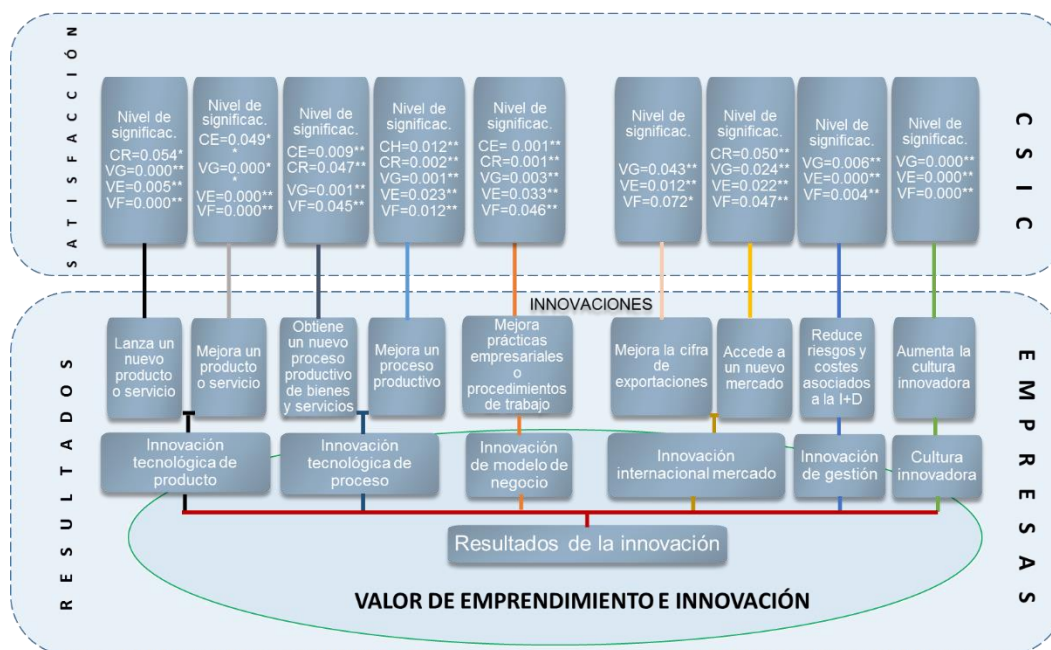 SATISFACCIÓN
Nivel de
significac.
CR=0.054*
VG=0.000**
VE=0.005**
VF=0.000**
Nivel de
significac.
CE=0.049*
*
VG=0.000*
*
VE=0.000**
VF=0.000**
Nivel de
significac.
CE=0.009**
CR=0.047**
VG=0.001**
VF=0.045**
Nivel de
significac.
CH=0.012**
CR=0.002**
VG=0.001**
VE=0.023**
VF=0.012**
Nivel de
significac.
CE= 0.001**
CR=0.001**
VG=0.003**
VE=0.033**
VF=0.046**
Nivel de
significac.
VG=0.043**
VE=0.012**
VF=0.072*
Nivel de
significac.
CR=0.050**
VG=0.024**
VE=0.022**
VF=0.047**
Nivel de
significac.
VG=0.006**
VE=0.000**
VF=0.004**
Nivel de
significac.
VG=0.000**
VE=0.000**
VF=0.000**
CSIC
RESULTADOS
INNOVACIONES
Lanza un
nuevo
producto
o servicio
Mejora un
producto
o servicio
Obtiene
un nuevo
proceso
productivo
de bienes
y servicios
Mejora un
proceso
productivo
Mejora
prácticas
empresariales
o
procedimientos
de trabajo
Mejora la cifra
de
exportaciones
Accede a
un nuevo
mercado
Reduce
riesgos y
costes
asociados
a la I+D
Aumenta la
cultura
innovadora
Innovación
tecnológica de
producto
Innovación
tecnológica de
proceso
Innovación
de modelo de
negocio
Innovación
internacional mercado
Innovación
de gestión
Cultura
innovadora
Resultados de la innovación
VALOR DE EMPRENDIMIENTO E INNOVACIÓN
EMPRESAS